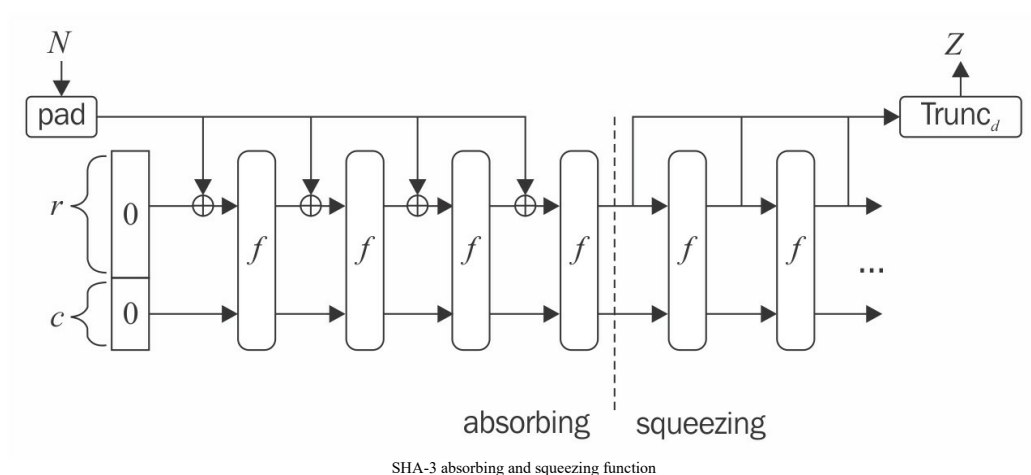 N
Z
pad
Trunc_d
r
0
f
f
f
f
f
f
...
c
0
absorbing
squeezing
SHA-3 absorbing and squeezing function